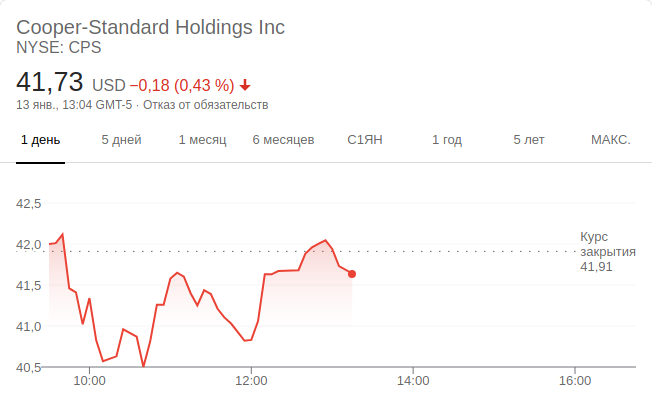 Cooper-Standard Holdings Inc
NYSE: CPS
41,73 USD −0,18 (0,43 %)
13 янв., 13:04 GMT-5 · Отказ от обязательств
1 день 5 дней 1 месяц 6 месяцев С1ЯН 1 год 5 лет МАКС.
42,5
Курс
42,0
закрытия
41,91
41,5
41,0
40,5
10:00 12:00 14:00 16:00